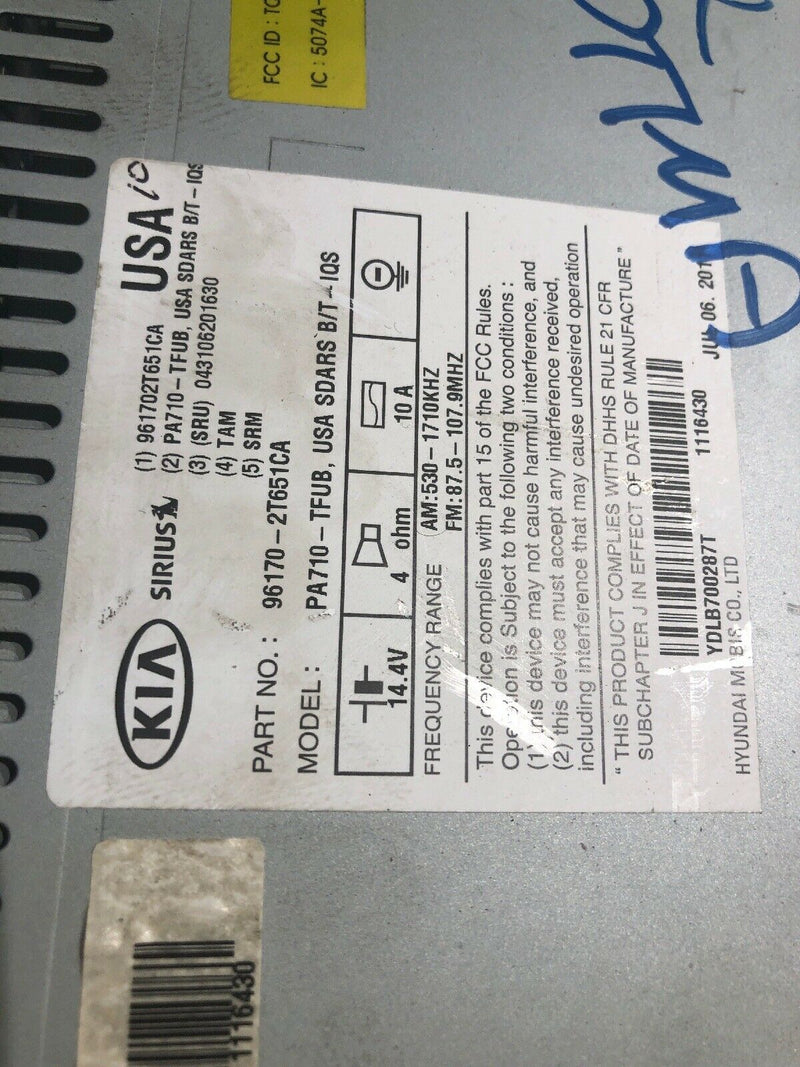 FCC ID : TC
IC : 5074A-
KIA
SIRIUS
USA
(1) 961702T651CA
(2) PA710-TFUB, USA SDARS B/T-IQS
(3) (SRU) 043106201630
(4) TAM
(5) SRM
PART NO. : 96170-2T651CA
MODEL : PA710-TFUB, USA SDARS B/T-IQS
14.4V 4 ohm 10 A
FREQUENCY RANGE AM:530-1710KHZ
FM:87.5-107.9MHZ
This device complies with part 15 of the FCC Rules.
Operation is Subject to the following two conditions :
(1) this device may not cause harmful interference, and
(2) this device must accept any interference received,
including interference that may cause undesired operation
" THIS PRODUCT COMPLIES WITH DHHS RULE 21 CFR
SUBCHAPTER J IN EFFECT OF DATE OF MANUFACTURE "
YDLB700287T 1116430 06. 201
HYUNDAI MOBIS CO., LTD
1116430